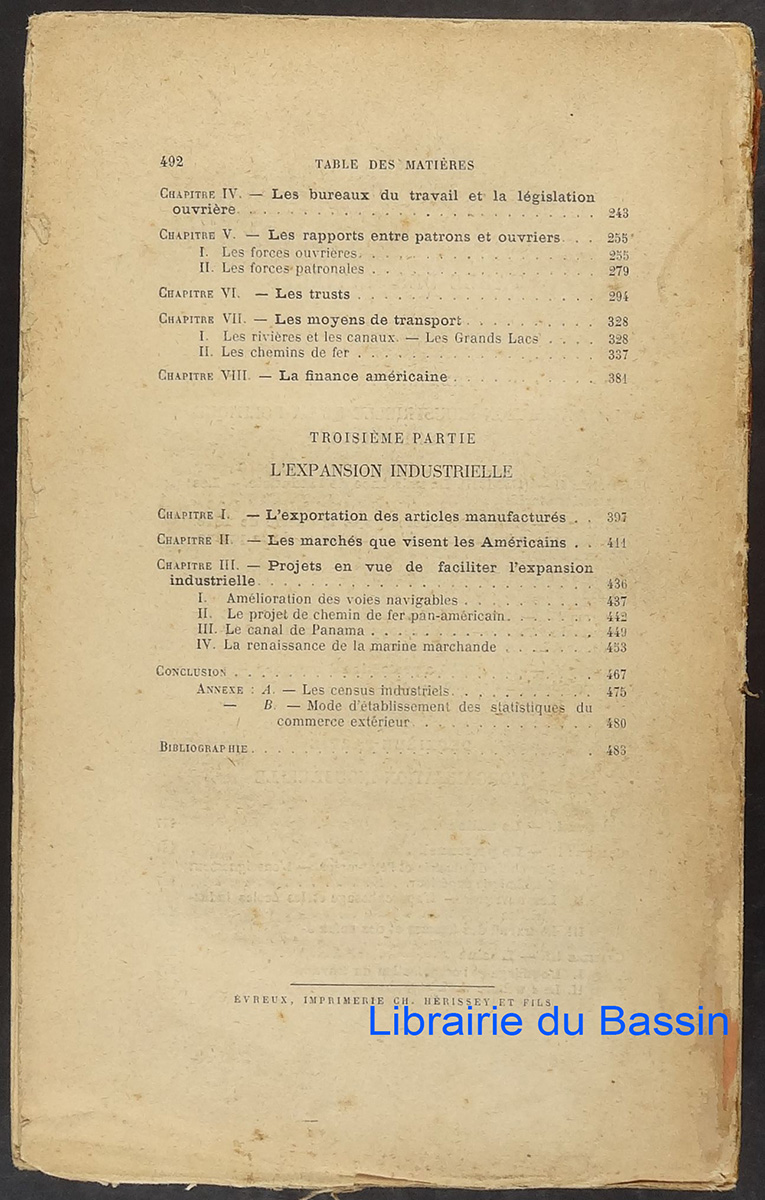 492 TABLE DES MATIÈRES
CHAPITRE IV. — Les bureaux du travail et la législation
ouvrière. . . . . . . . . . . . . . . . . . . . 243
CHAPITRE V. — Les rapports entre patrons et ouvriers. . . 255
I. Les forces ouvrières. . . . . . . . . . . . . . 255
II. Les forces patronales . . . . . . . . . . . . . 279
CHAPITRE VI. — Les trusts . . . . . . . . . . . . . . 294
CHAPITRE VII. — Les moyens de transport. . . . . . . . 328
I. Les rivières et les canaux. — Les Grands Lacs . . . . 328
II. Les chemins de fer . . . . . . . . . . . . . . 337
CHAPITRE VIII. — La finance américaine . . . . . . . . . 381
TROISIÈME PARTIE
L'EXPANSION INDUSTRIELLE
CHAPITRE I. — L'exportation des articles manufacturés . . 397
CHAPITRE II. — Les marchés que visent les Américains . . 411
CHAPITRE III. — Projets en vue de faciliter l'expansion
industrielle. . . . . . . . . . . . . . . . . . . 436
I. Amélioration des voies navigables . . . . . . . . . 437
II. Le projet de chemin de fer pan-américain. . . . . . 442
III. Le canal de Panama . . . . . . . . . . . . . . 449
IV. La renaissance de la marine marchande . . . . . . 453
CONCLUSION . . . . . . . . . . . . . . . . . . . . 467
ANNEXE : A. — Les census industriels. . . . . . . . . . 475
— B. — Mode d'établissement des statistiques du
commerce extérieur. . . . . . . . . . . . 480
BIBLIOGRAPHIE. . . . . . . . . . . . . . . . . . . 483
ÉVREUX, IMPRIMERIE CH. HÉRISSEY ET FILS
Librairie du Bassin